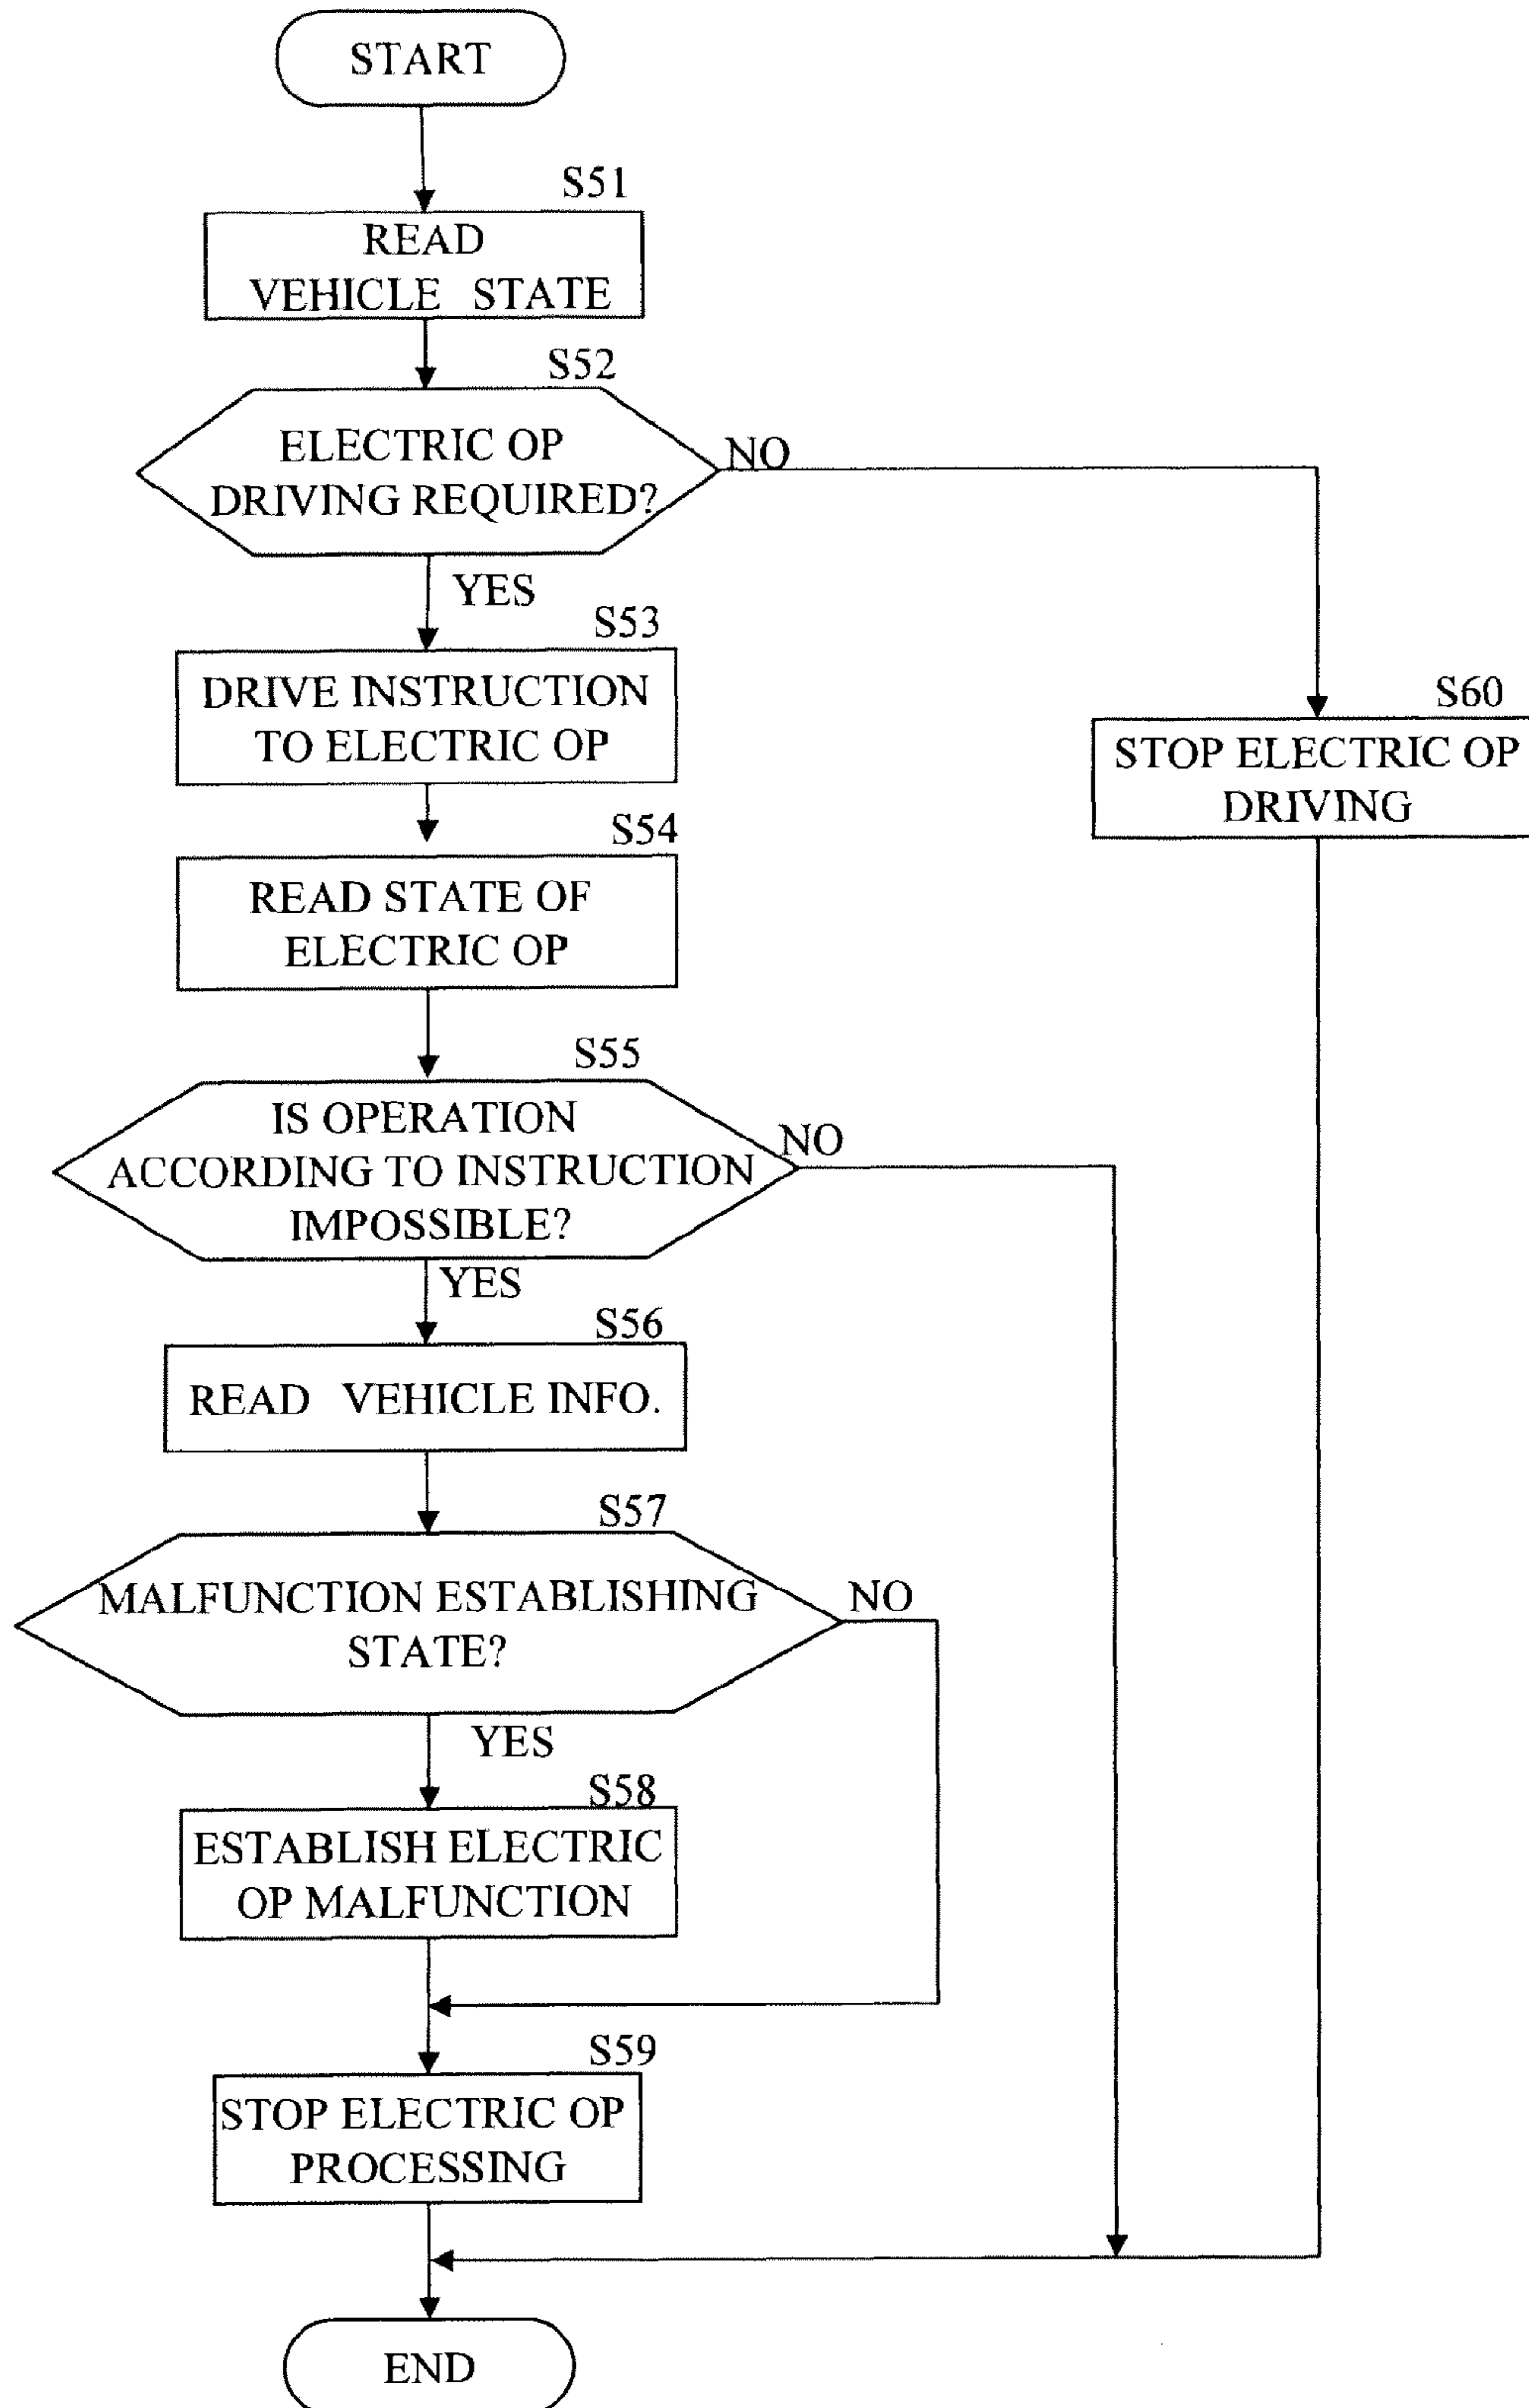 START
S51
READ
VEHICLE STATE
S52
ELECTRIC OP
DRIVING REQUIRED?
NO
YES
S53
DRIVE INSTRUCTION
TO ELECTRIC OP
S60
STOP ELECTRIC OP
DRIVING
S54
READ STATE OF
ELECTRIC OP
S55
IS OPERATION
ACCORDING TO INSTRUCTION
IMPOSSIBLE?
NO
YES
S56
READ VEHICLE INFO.
S57
MALFUNCTION ESTABLISHING
STATE?
NO
YES
S58
ESTABLISH ELECTRIC
OP MALFUNCTION
S59
STOP ELECTRIC OP
PROCESSING
END